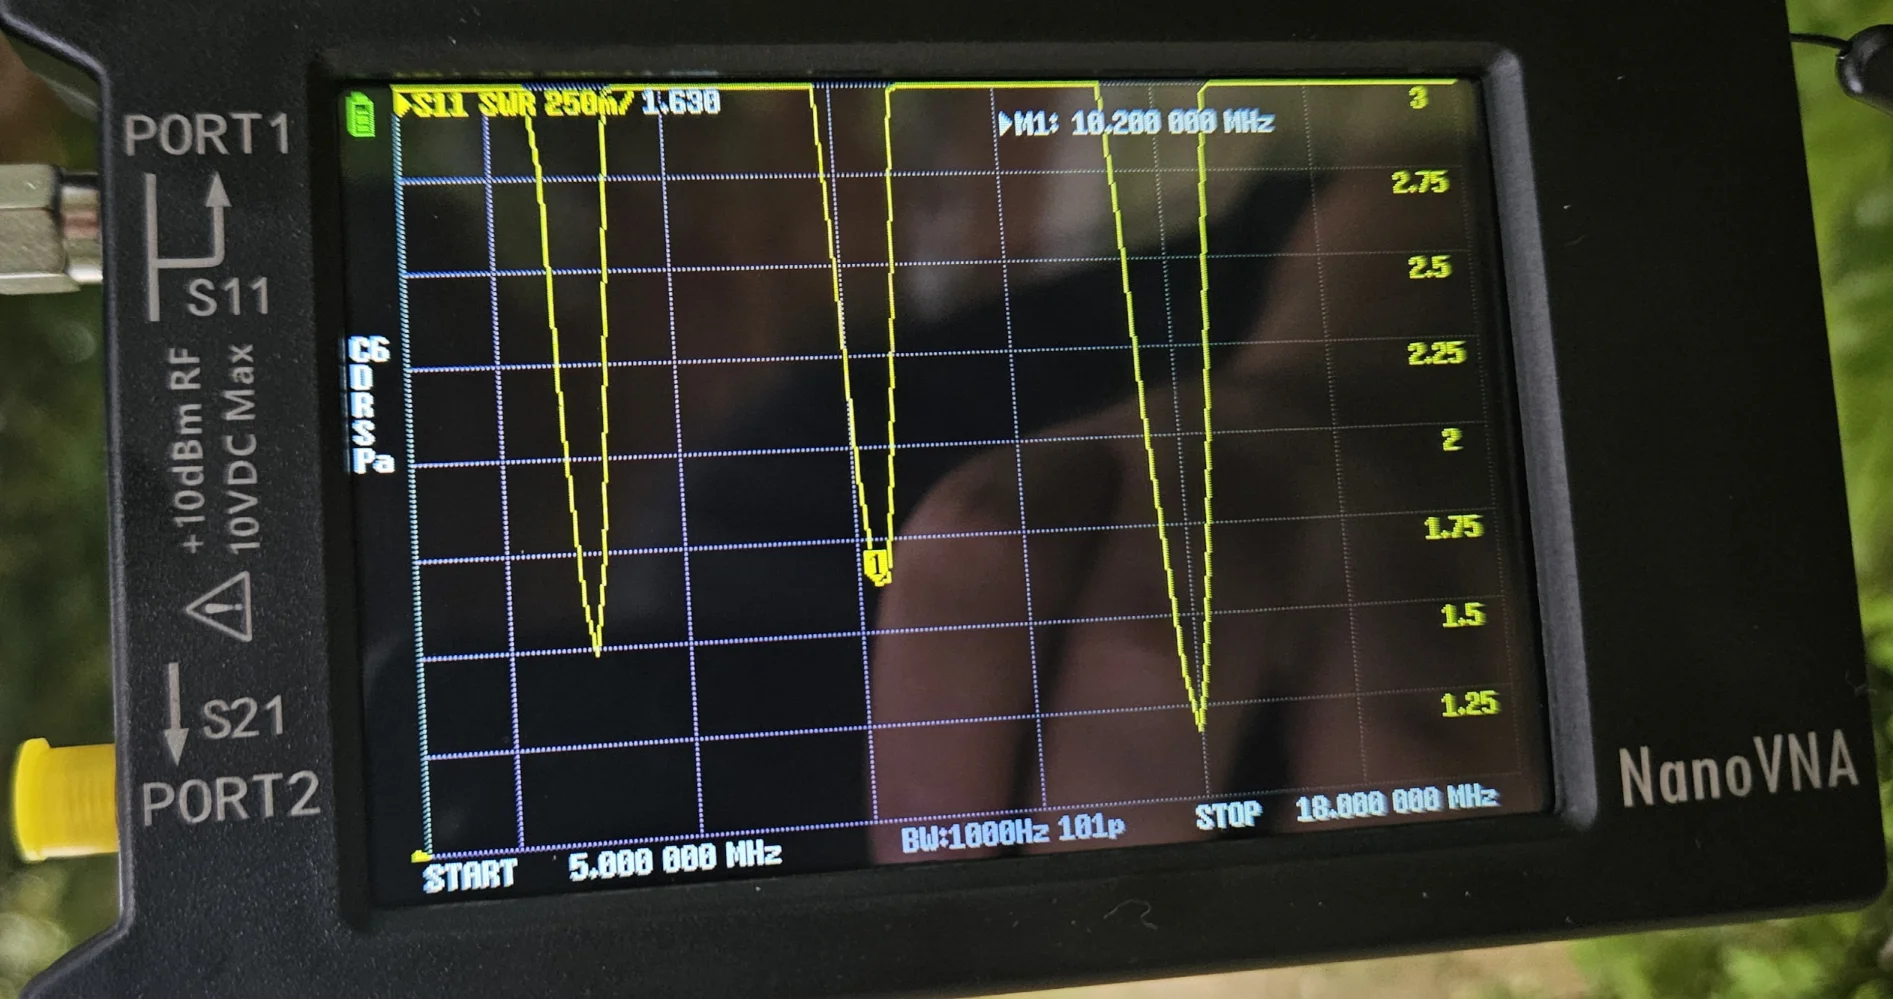 PORT1
S11
+10dBm RF
10VDC Max
S21
PORT2
S11 SWR 250m/ 1.630
M1: 10.200 000 MHz
3
2.75
2.5
2.25
2
1.75
1.5
1.25
C6
D
R
S
Pa
1
START 5.000 000 MHz
BW:1000Hz 101p
STOP 18.000 000 MHz
NanoVNA